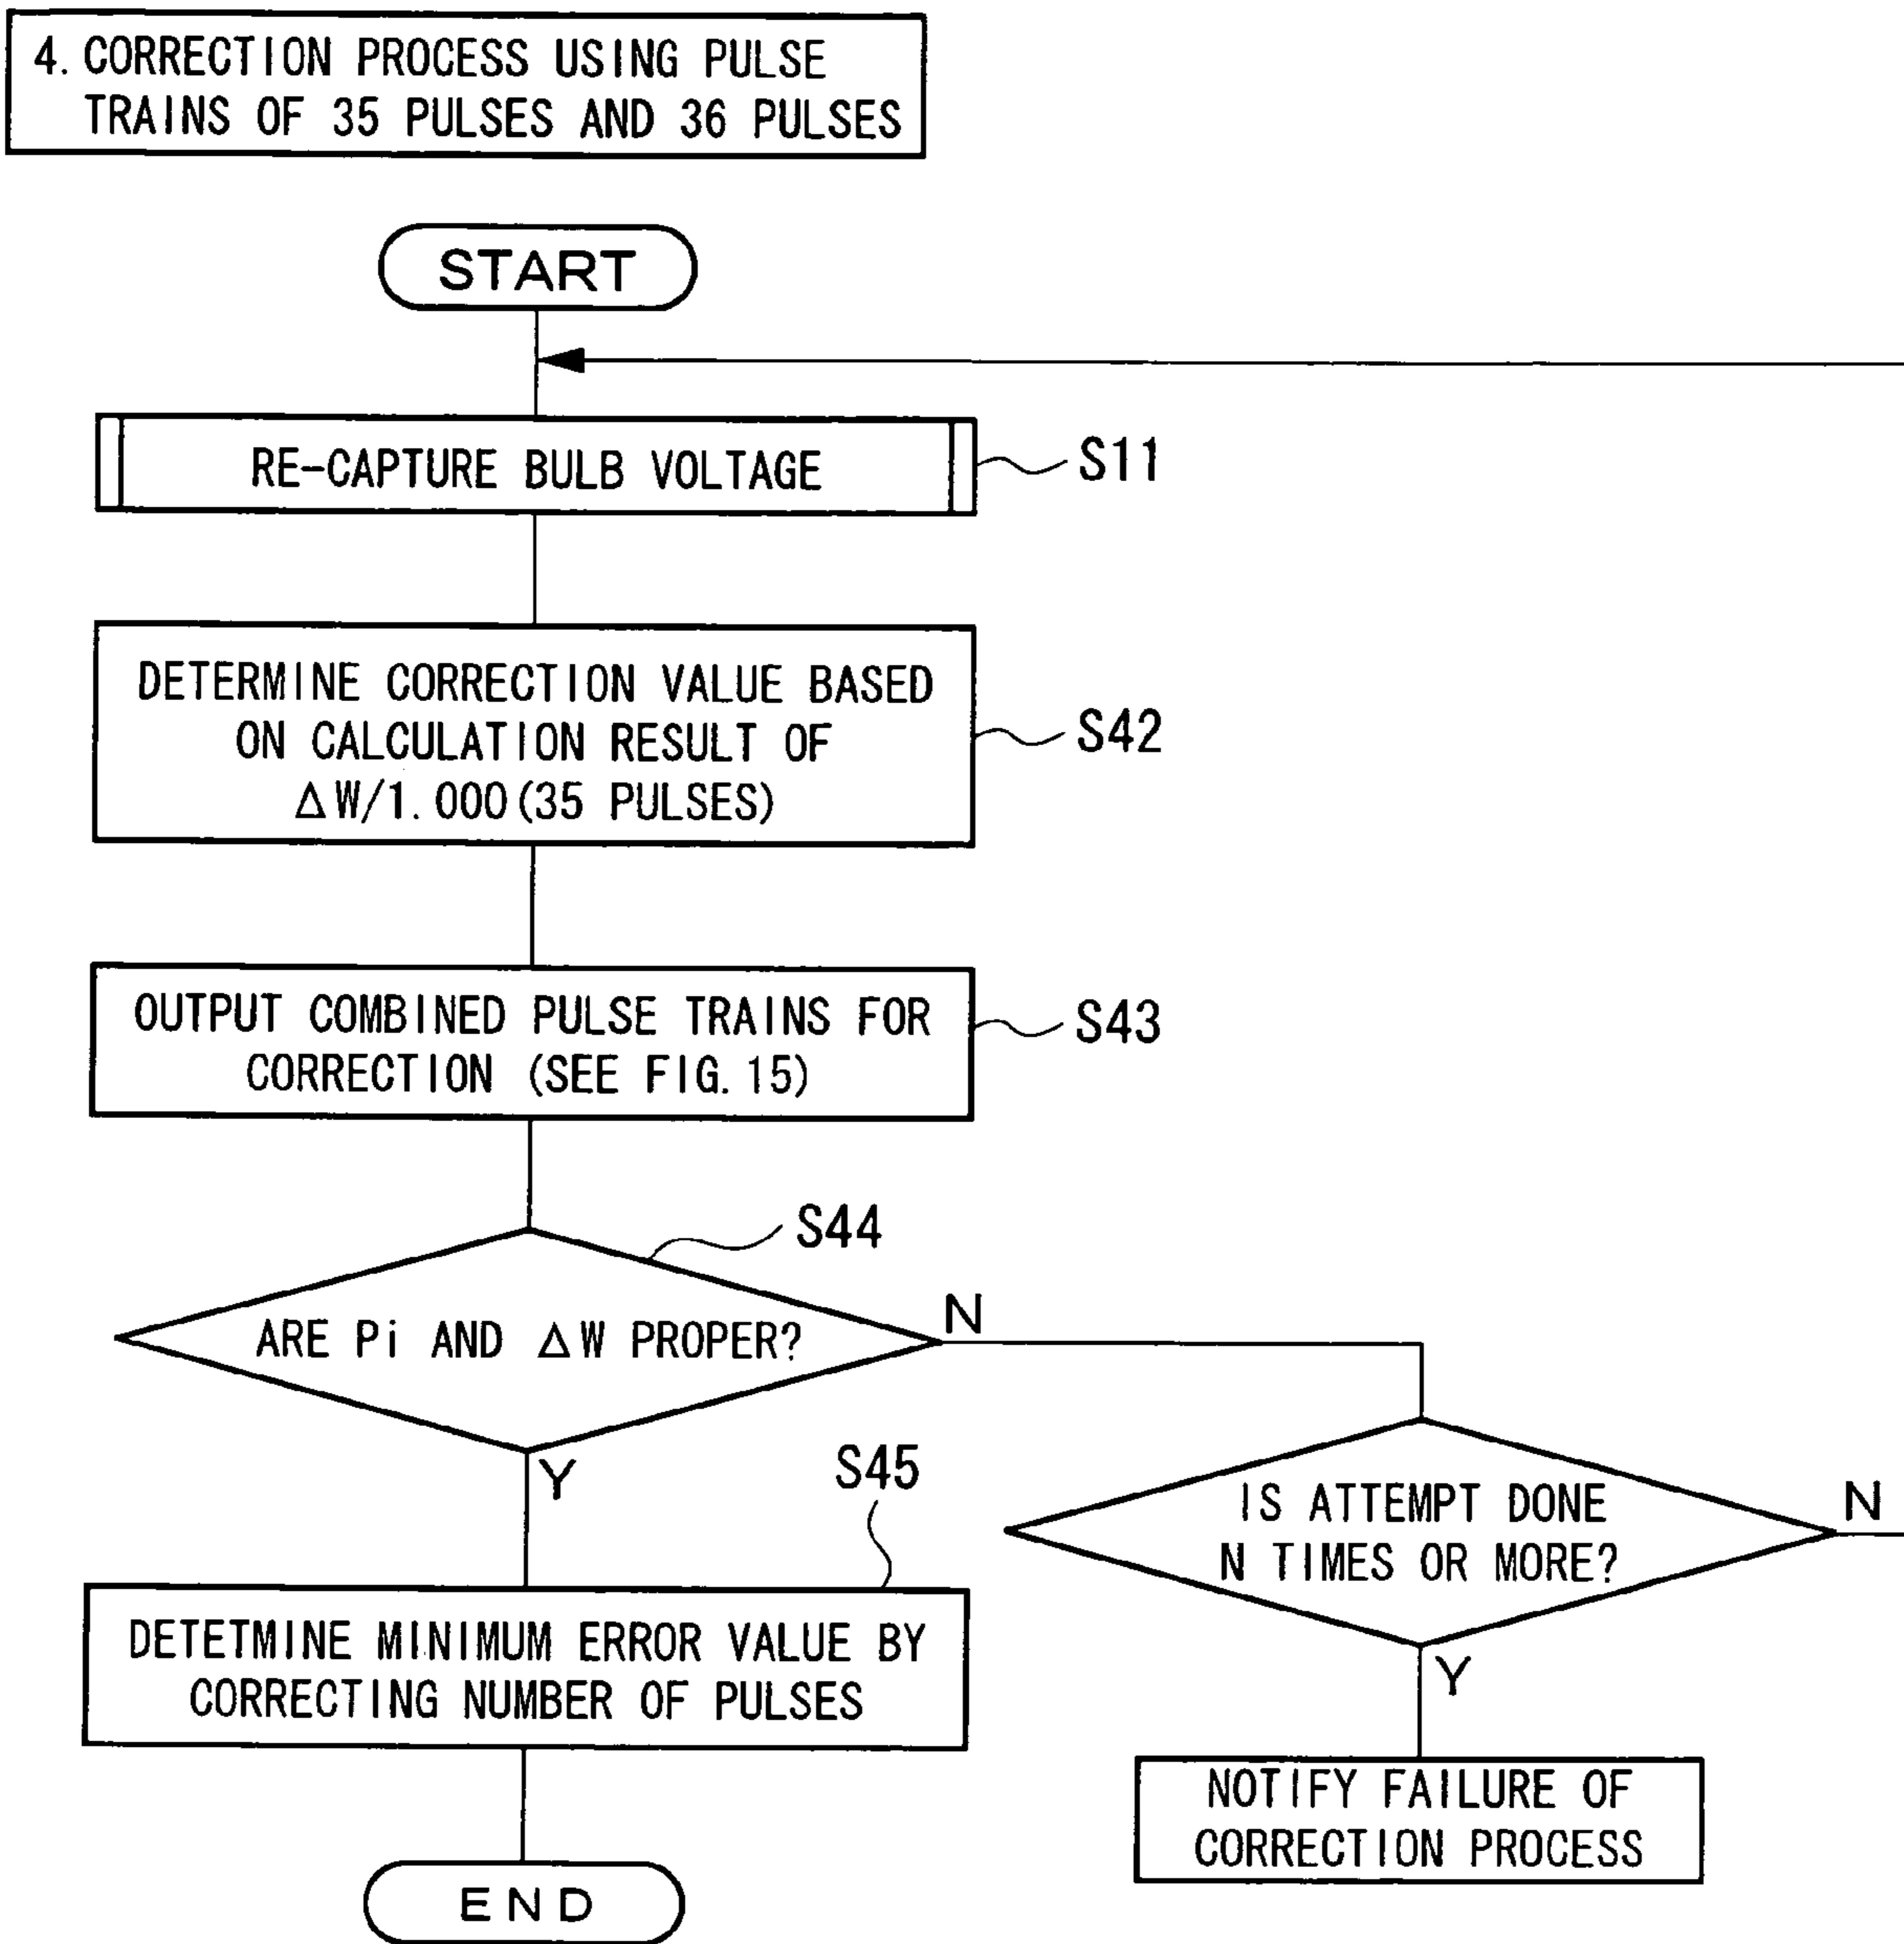 4. CORRECTION PROCESS USING PULSE
TRAINS OF 35 PULSES AND 36 PULSES
START
RE-CAPTURE BULB VOLTAGE
S11
DETERMINE CORRECTION VALUE BASED
ON CALCULATION RESULT OF
ΔW/1.000(35 PULSES)
S42
OUTPUT COMBINED PULSE TRAINS FOR
CORRECTION (SEE FIG. 15)
S43
S44
ARE Pi AND ΔW PROPER?
N
Y
S45
IS ATTEMPT DONE
N TIMES OR MORE?
N
Y
DETETMINE MINIMUM ERROR VALUE BY
CORRECTING NUMBER OF PULSES
NOTIFY FAILURE OF
CORRECTION PROCESS
END